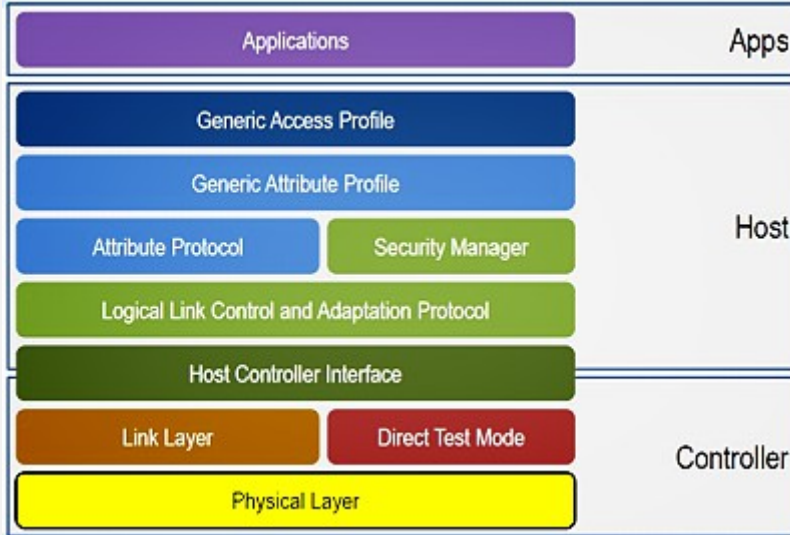 Applications
Apps
Generic Access Profile
Generic Attribute Profile
Attribute Protocol
Security Manager
Host
Logical Link Control and Adaptation Protocol
Host Controller Interface
Link Layer
Direct Test Mode
Controller
Physical Layer